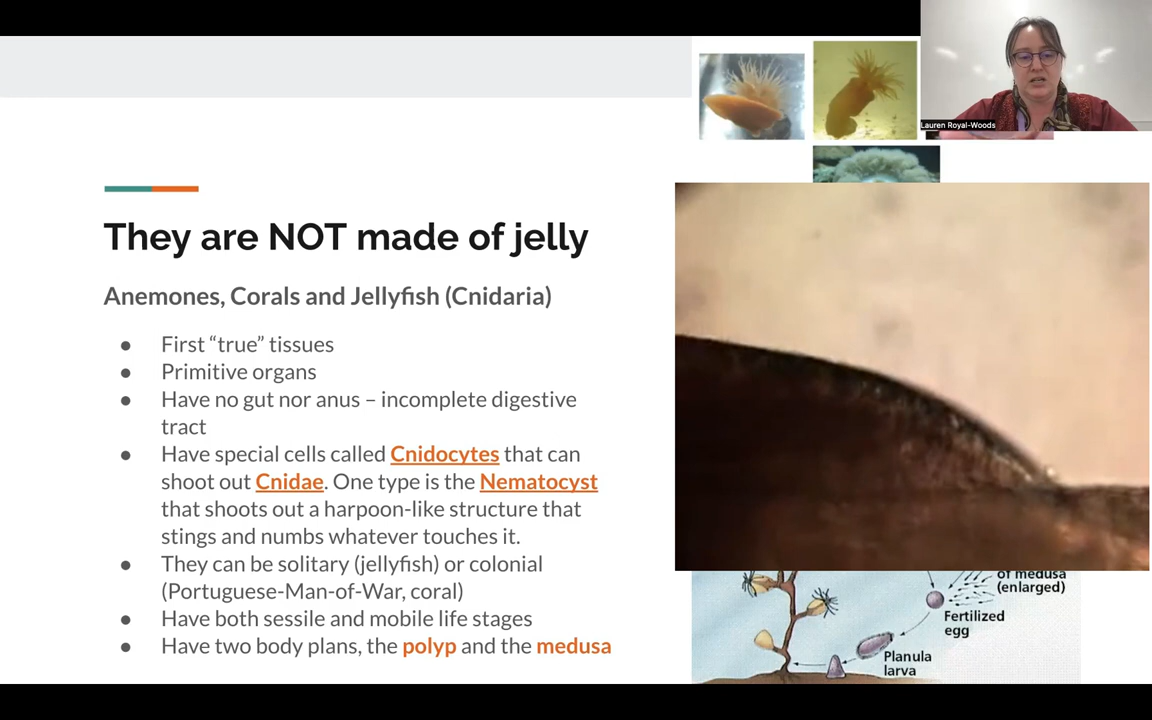 Lauren Royal-Woods
They are NOT made of jelly
Anemones, Corals and Jellyfish (Cnidaria)
● First “true” tissues
● Primitive organs
● Have no gut nor anus – incomplete digestive
tract
● Have special cells called Cnidocytes that can
shoot out Cnidae. One type is the Nematocyst
that shoots out a harpoon-like structure that
stings and numbs whatever touches it.
● They can be solitary (jellyfish) or colonial
(Portuguese-Man-of-War, coral)
● Have both sessile and mobile life stages
● Have two body plans, the polyp and the medusa
of medusa
(enlarged)
Fertilized
egg
Planula
larva